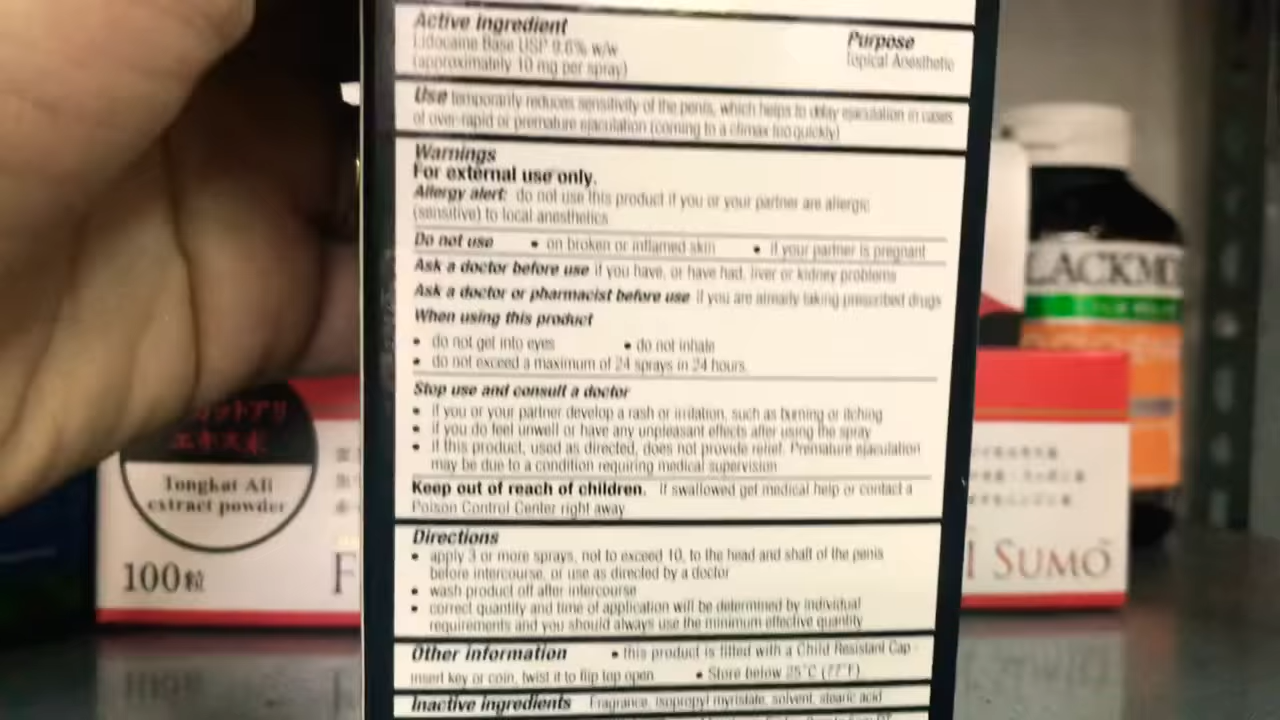 Active ingredient
Lidocaine Base USP 9.6% w/w
(approximately 10 mg per spray)
Purpose
Topical Anesthetic
Use temporarily reduces sensitivity of the penis, which helps to delay ejaculation in cases
of over-rapid or premature ejaculation (coming to a climax too quickly)
Warnings
For external use only.
Allergy alert: do not use this product if you or your partner are allergic
(sensitive) to local anesthetics
Do not use • on broken or inflamed skin • if your partner is pregnant
Ask a doctor before use if you have, or have had, liver or kidney problems
Ask a doctor or pharmacist before use if you are already taking prescribed drugs
When using this product
• do not get into eyes • do not inhale
• do not exceed a maximum of 24 sprays in 24 hours.
Stop use and consult a doctor
• if you or your partner develop a rash or irritation, such as burning or itching
• if you do feel unwell or have any unpleasant effects after using the spray
• if this product, used as directed, does not provide relief. Premature ejaculation
may be due to a condition requiring medical supervision
Keep out of reach of children. If swallowed get medical help or contact a
Poison Control Center right away
Directions
• apply 3 or more sprays, not to exceed 10, to the head and shaft of the penis
before intercourse, or use as directed by a doctor
• wash product off after intercourse
• correct quantity and time of application will be determined by individual
requirements and you should always use the minimum effective quantity
Other information • this product is fitted with a Child Resistant Cap -
insert key or coin, twist it to flip top open • Store below 25°C (77°F)
Inactive ingredients Fragrance, isopropyl myristate, solvent, stearic acid
カットアリ
エキス末
Tongkat Ali
extract powder
100粒
F
I SUMO
LACKMO